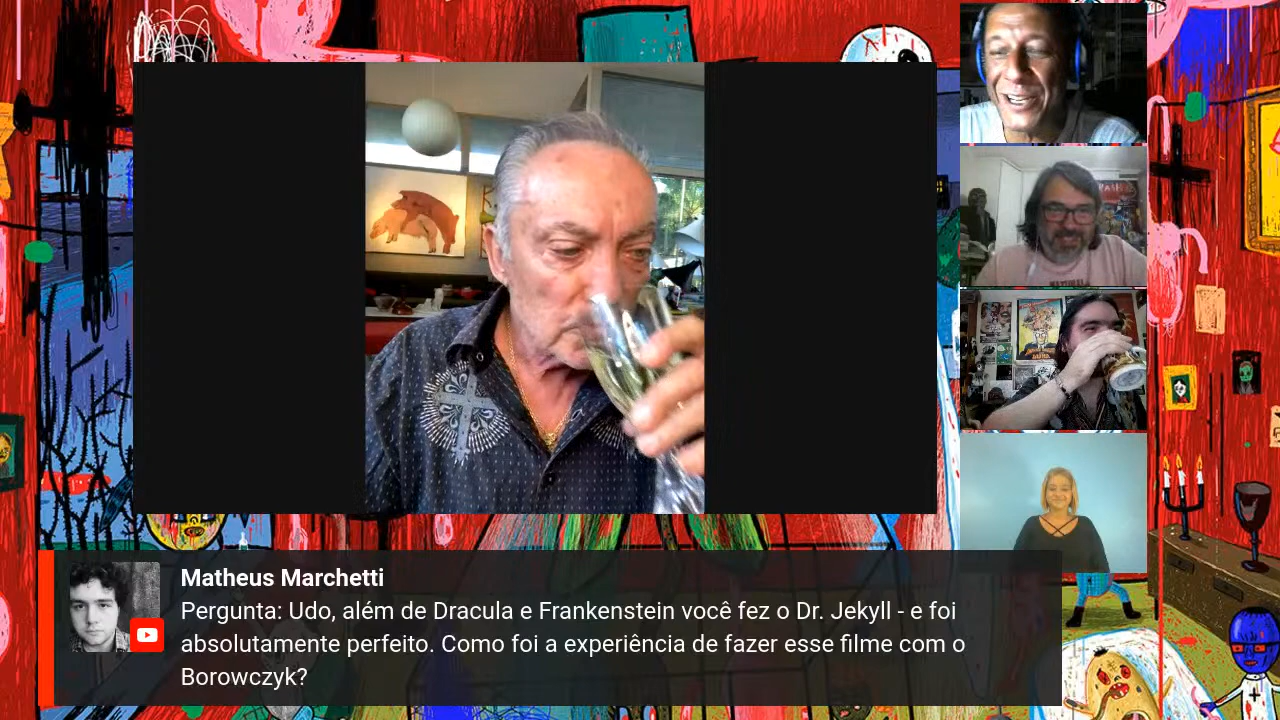 Matheus Marchetti
Pergunta: Udo, além de Dracula e Frankenstein você fez o Dr. Jekyll - e foi
absolutamente perfeito. Como foi a experiência de fazer esse filme com o
Borowczyk?